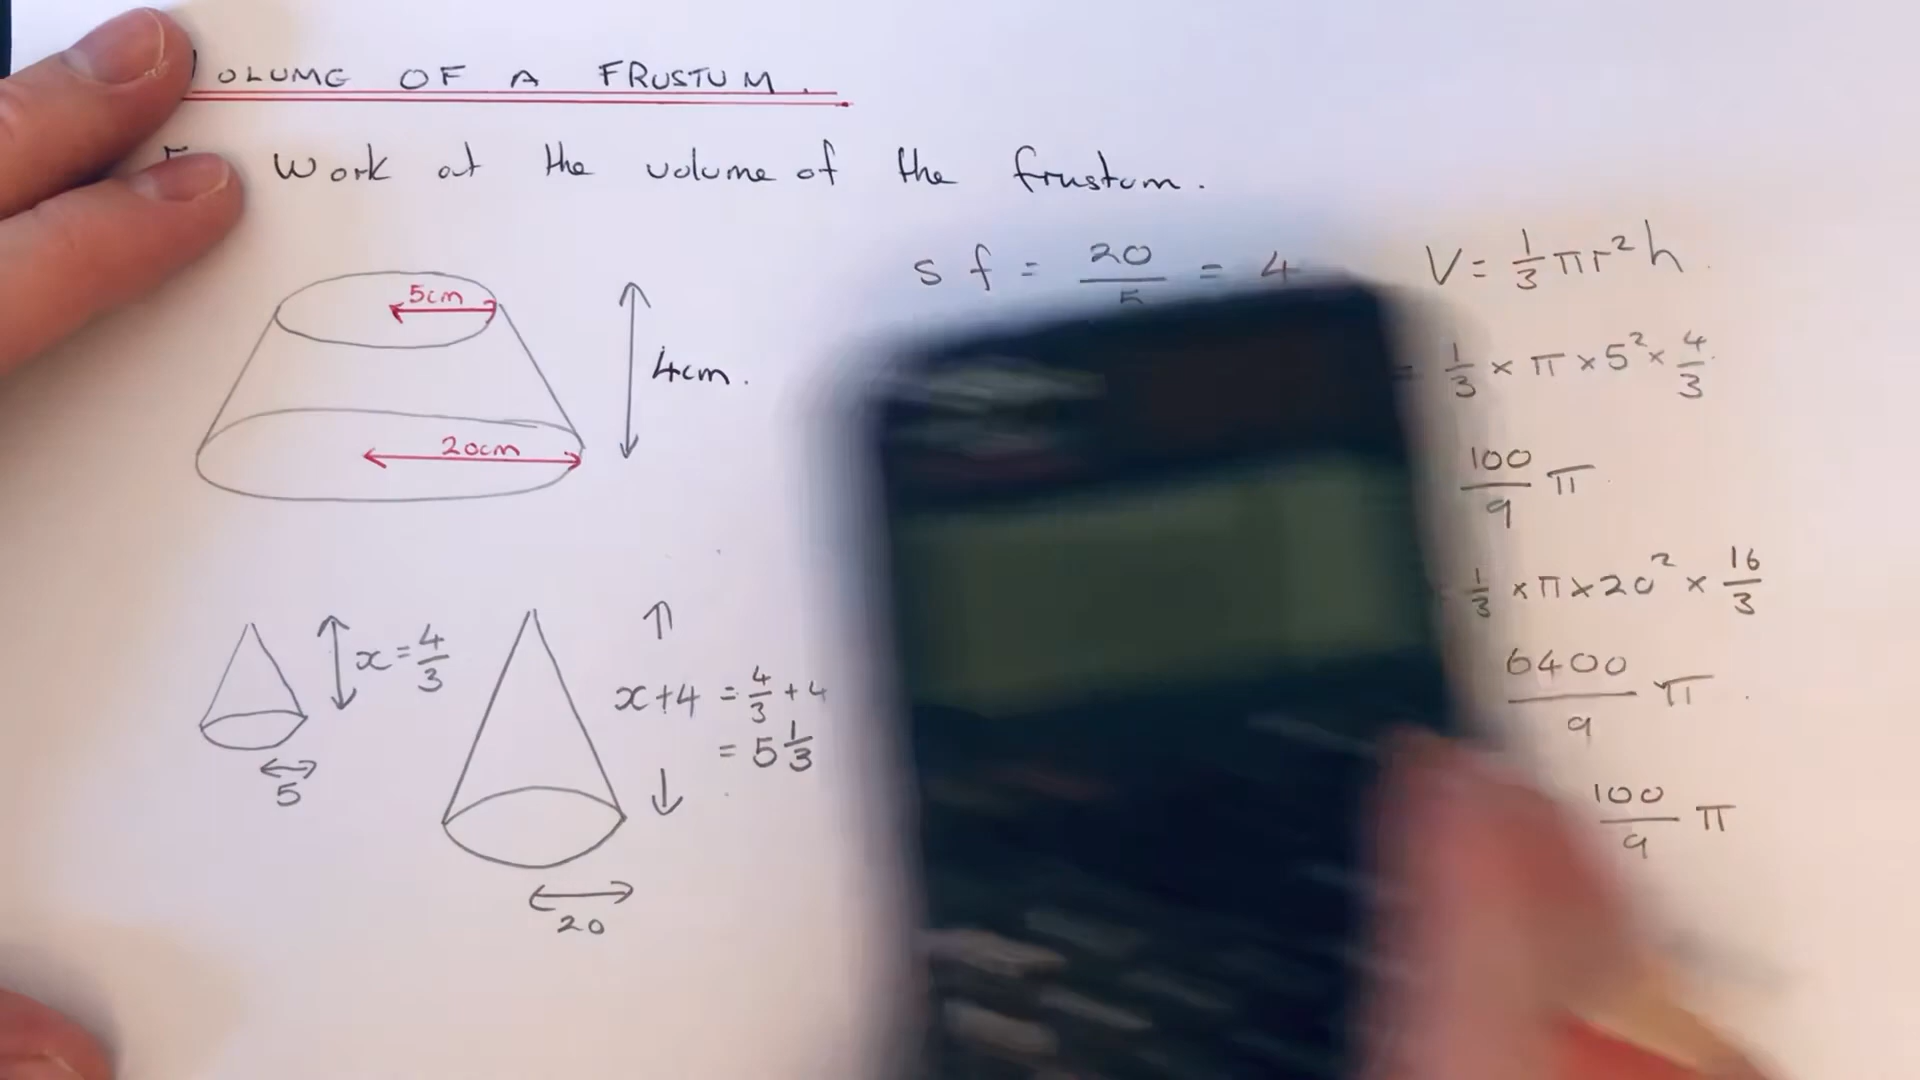 OLUME OF A FRUSTUM.
Work out the volume of the frustum.
5cm
4cm.
20cm
x = 4/3
5
x+4 = 4/3 + 4
= 5 1/3
20
s f = 20/5 = 4
V = 1/3 πr²h
= 1/3 × π × 5² × 4/3
100/9 π
1/3 × π × 20² × 16/3
6400/9 π
100/9 π